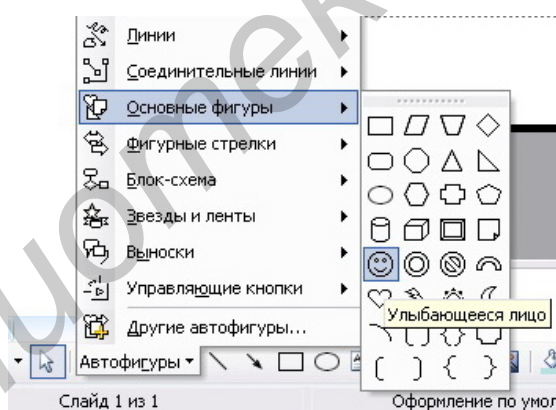 Линии
Соединительные линии
Основные фигуры
Фигурные стрелки
Блок-схема
Звезды и ленты
Выноски
Управляющие кнопки
Улыбающееся лицо
Другие автофигуры...
Автофигуры
Слайд 1 из 1
Оформление по умол